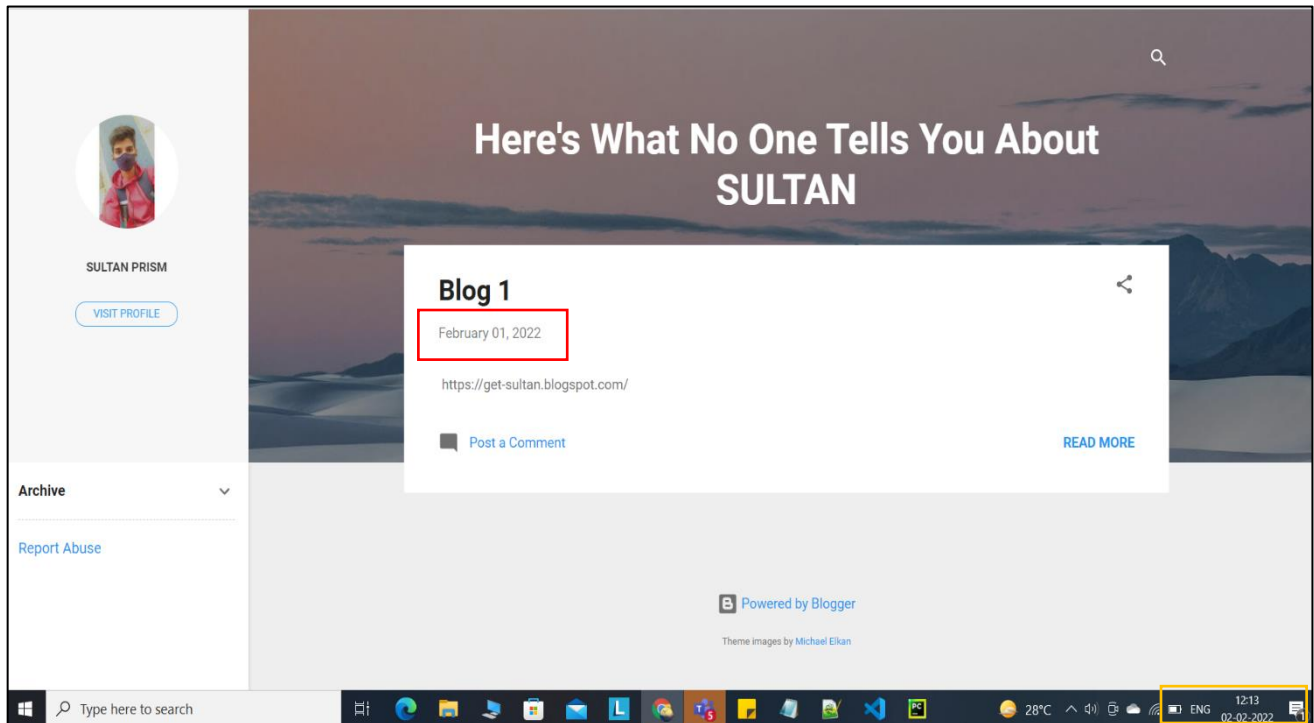 Here's What No One Tells You About
SULTAN
SULTAN PRISM
VISIT PROFILE
Blog 1
February 01, 2022
https://get-sultan.blogspot.com/
Post a Comment
READ MORE
Archive
Report Abuse
Powered by Blogger
Theme images by Michael Elkan
Type here to search
28°C
ENG
12:13
02-02-2022